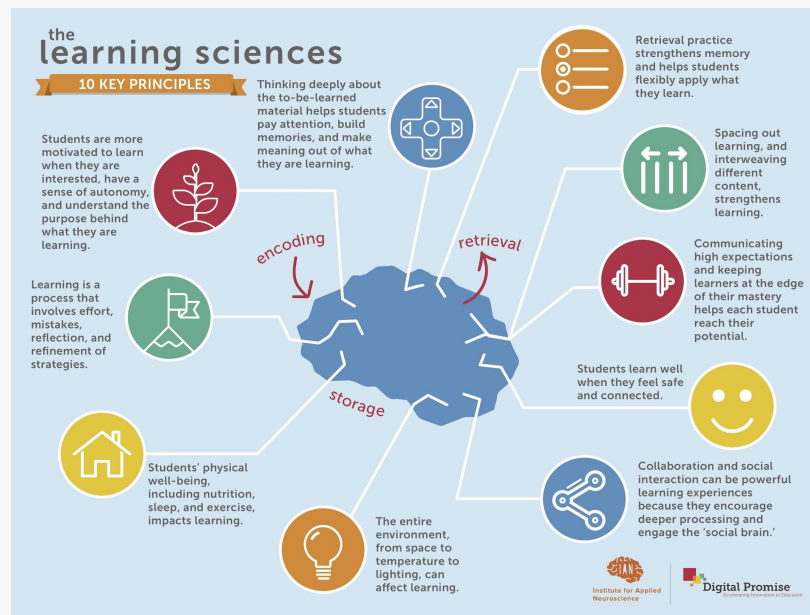 the
learning sciences
10 KEY PRINCIPLES
Students are more
motivated to learn
when they are
interested, have a
sense of autonomy,
and understand the
purpose behind
what they are
learning.
Thinking deeply about
the to-be-learned
material helps students
pay attention, build
memories, and make
meaning out of what
they are learning.
Retrieval practice
strengthens memory
and helps students
flexibly apply what
they learn.
Spacing out
learning, and
interweaving
different
content,
strengthens
learning.
Communicating
high expectations
and keeping
learners at the edge
of their mastery
helps each student
reach their
potential.
Learning is a
process that
involves effort,
mistakes,
reflection, and
refinement of
strategies.
encoding
retrieval
storage
Students learn well
when they feel safe
and connected.
Students' physical
well-being,
including nutrition,
sleep, and exercise,
impacts learning.
The entire
environment,
from space to
temperature to
lighting, can
affect learning.
Collaboration and social
interaction can be powerful
learning experiences
because they encourage
deeper processing and
engage the 'social brain.'
IAN
Institute for Applied
Neuroscience
Digital Promise
Accelerating Innovation in Education